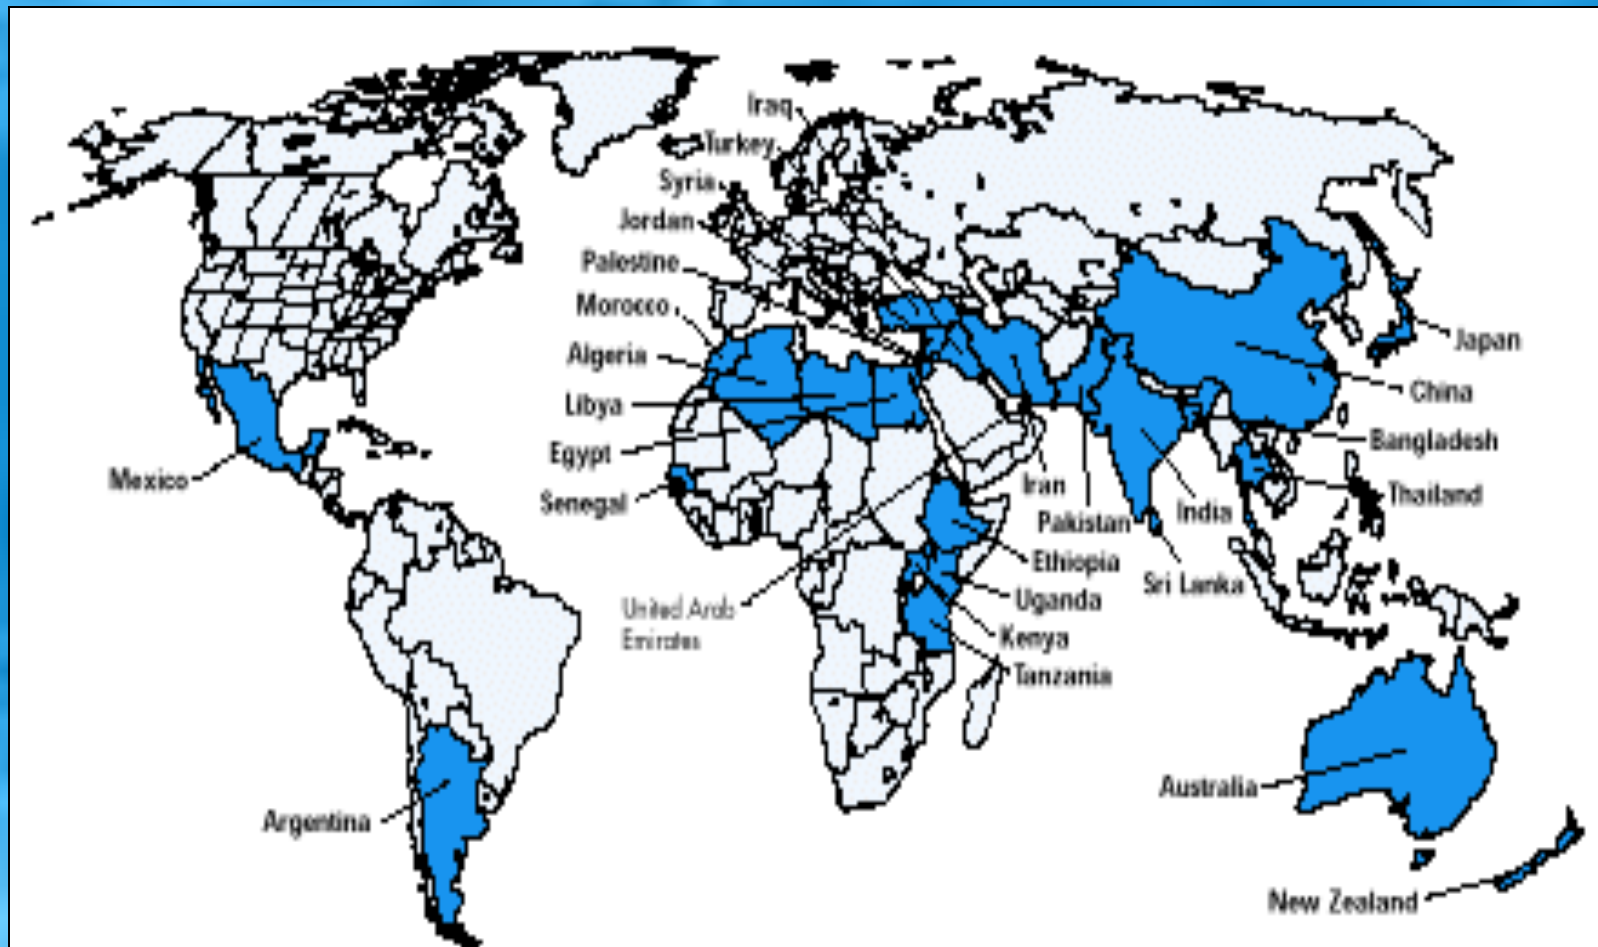 Iraq
Turkey
Syria
Jordan
Palestine
Morocco
Algeria
Libya
Egypt
Senegal
Mexico
Argentina
United Arab
Emirates
Iran
Pakistan
India
Ethiopia
Sri Lanka
Uganda
Kenya
Tanzania
Japan
China
Bangladesh
Thailand
Australia
New Zealand